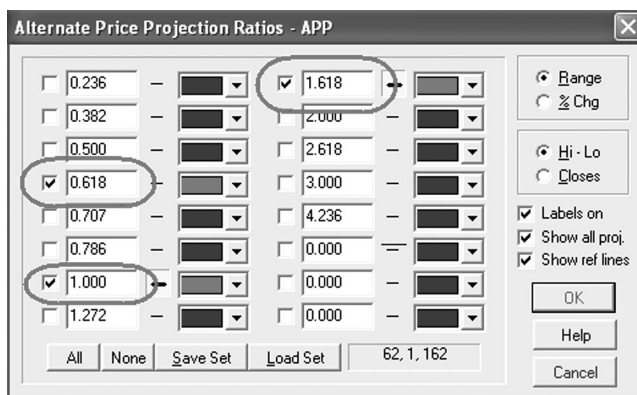 Alternate Price Projection Ratios - APP
0.236
0.382
0.500
0.618
0.707
0.786
1.000
1.272
1.618
2.000
2.618
3.000
4.236
0.000
0.000
0.000
All None Save Set Load Set 62, 1, 162
Range
% Chg
Hi - Lo
Closes
Labels on
Show all proj.
Show ref lines
OK
Help
Cancel